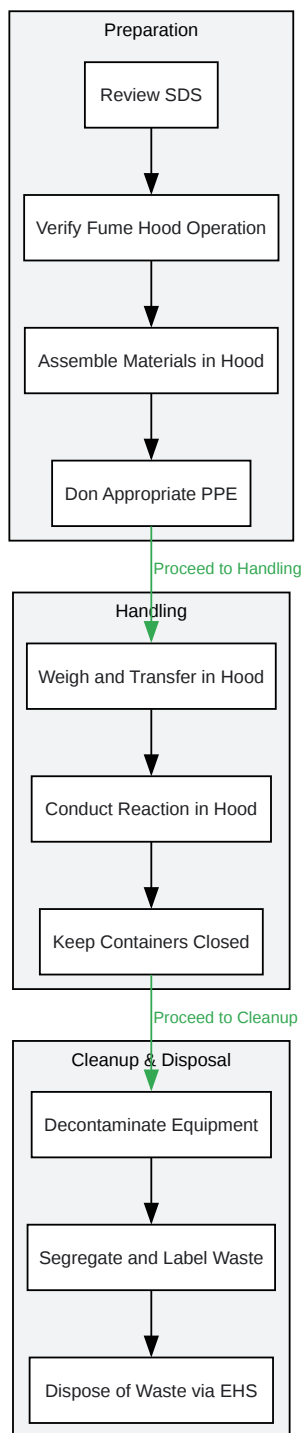 Preparation
Review SDS
Verify Fume Hood Operation
Assemble Materials in Hood
Don Appropriate PPE
Proceed to Handling
Handling
Weigh and Transfer in Hood
Conduct Reaction in Hood
Keep Containers Closed
Proceed to Cleanup
Cleanup & Disposal
Decontaminate Equipment
Segregate and Label Waste
Dispose of Waste via EHS